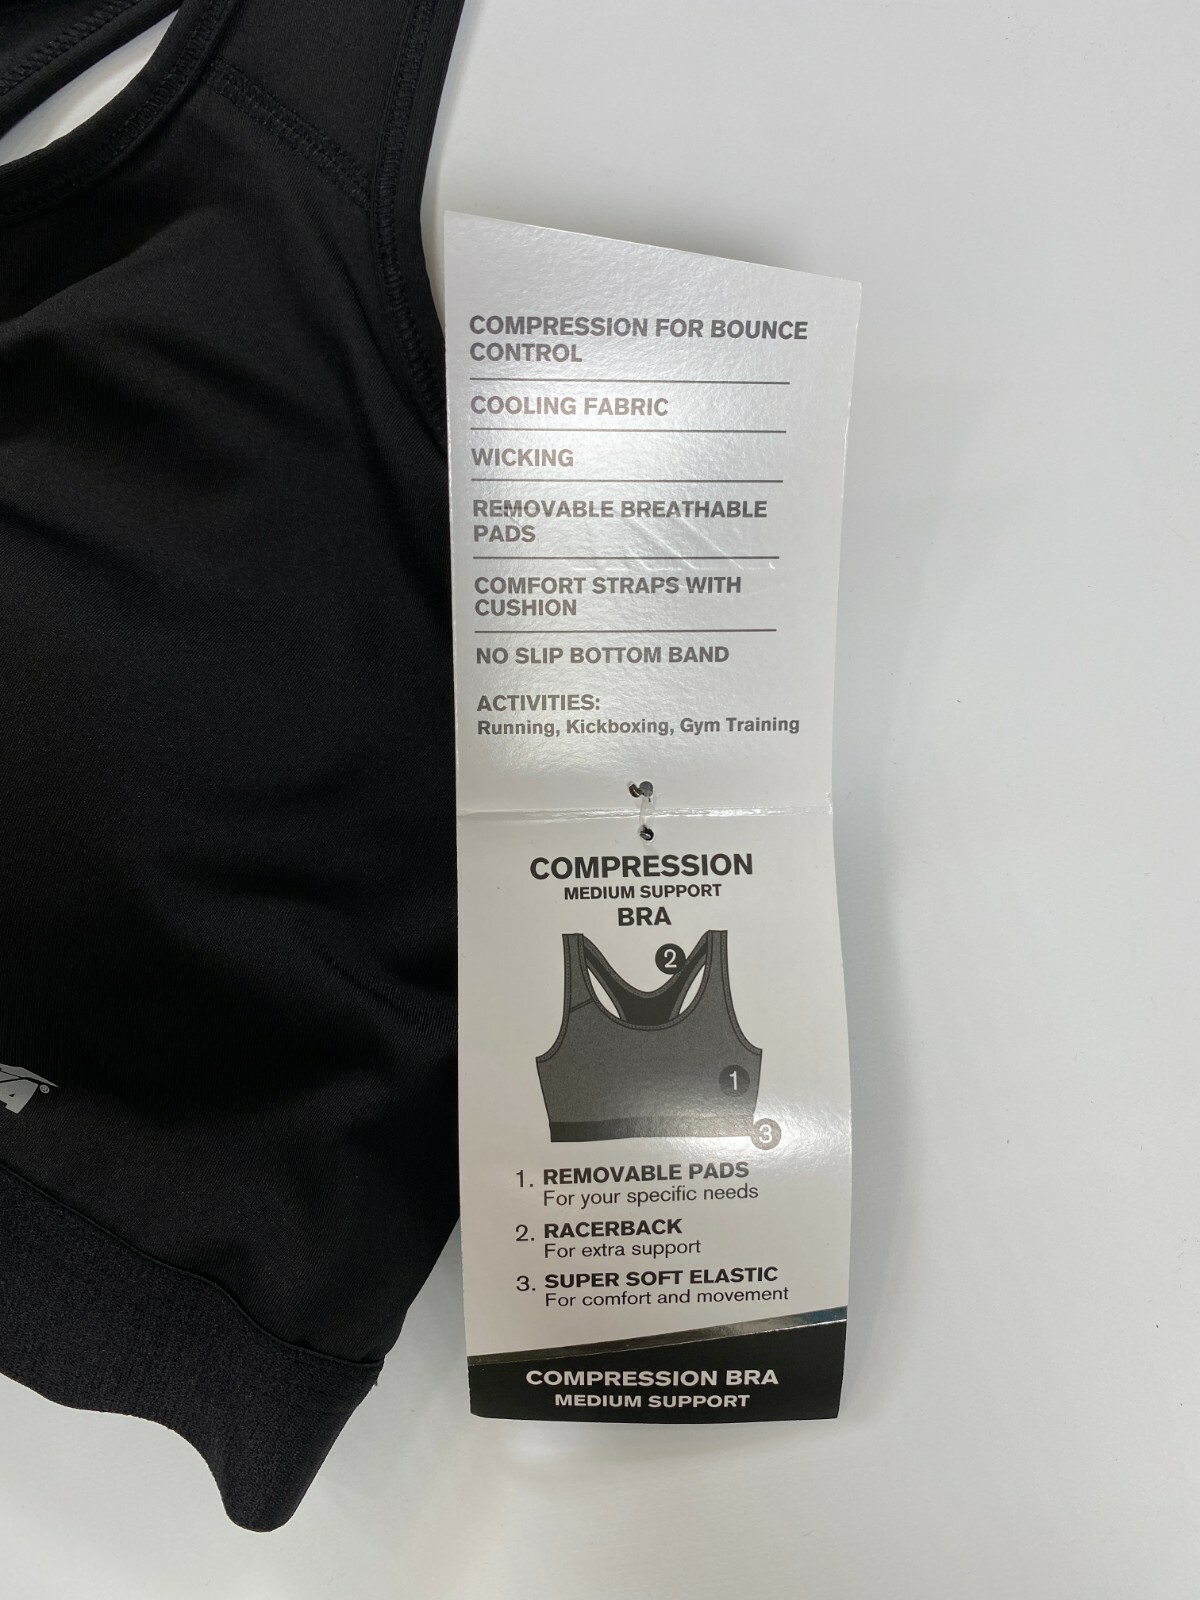 COMPRESSION FOR BOUNCE
CONTROL
COOLING FABRIC
WICKING
REMOVABLE BREATHABLE
PADS
COMFORT STRAPS WITH
CUSHION
NO SLIP BOTTOM BAND
ACTIVITIES:
Running, Kickboxing, Gym Training
COMPRESSION
MEDIUM SUPPORT
BRA
2
1
3
1. REMOVABLE PADS
For your specific needs
2. RACERBACK
For extra support
3. SUPER SOFT ELASTIC
For comfort and movement
COMPRESSION BRA
MEDIUM SUPPORT